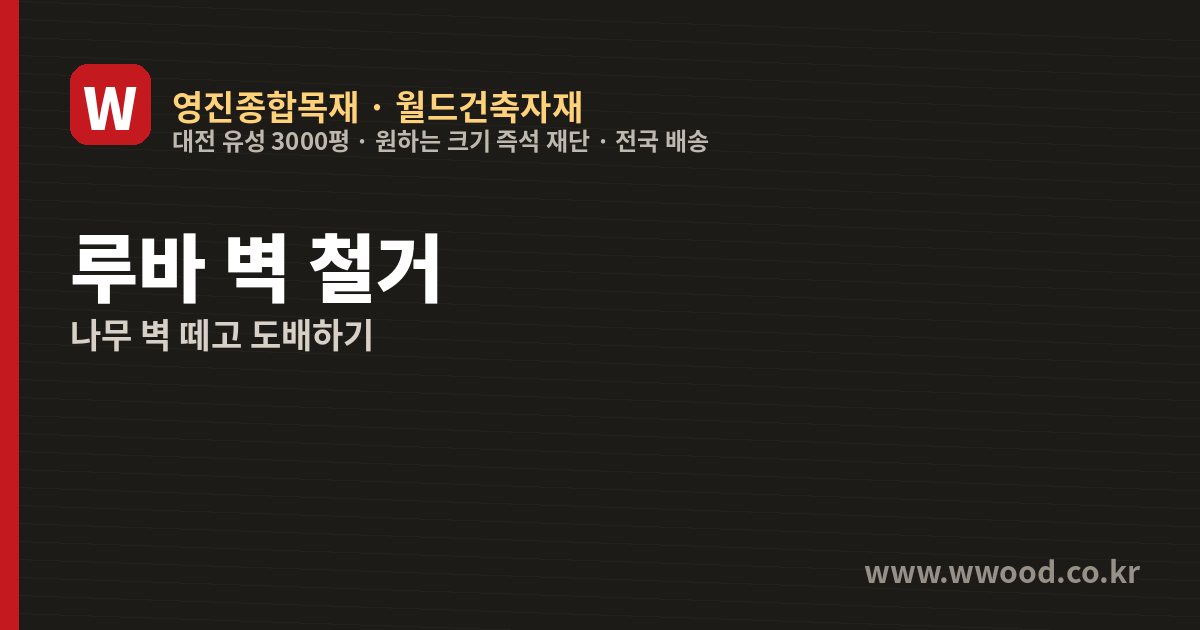 W
영진종합목재 · 월드건축자재
대전 유성 3000평 · 원하는 크기 즉석 재단 · 전국 배송
루바 벽 철거
나무 벽 떼고 도배하기
www.wwood.co.kr